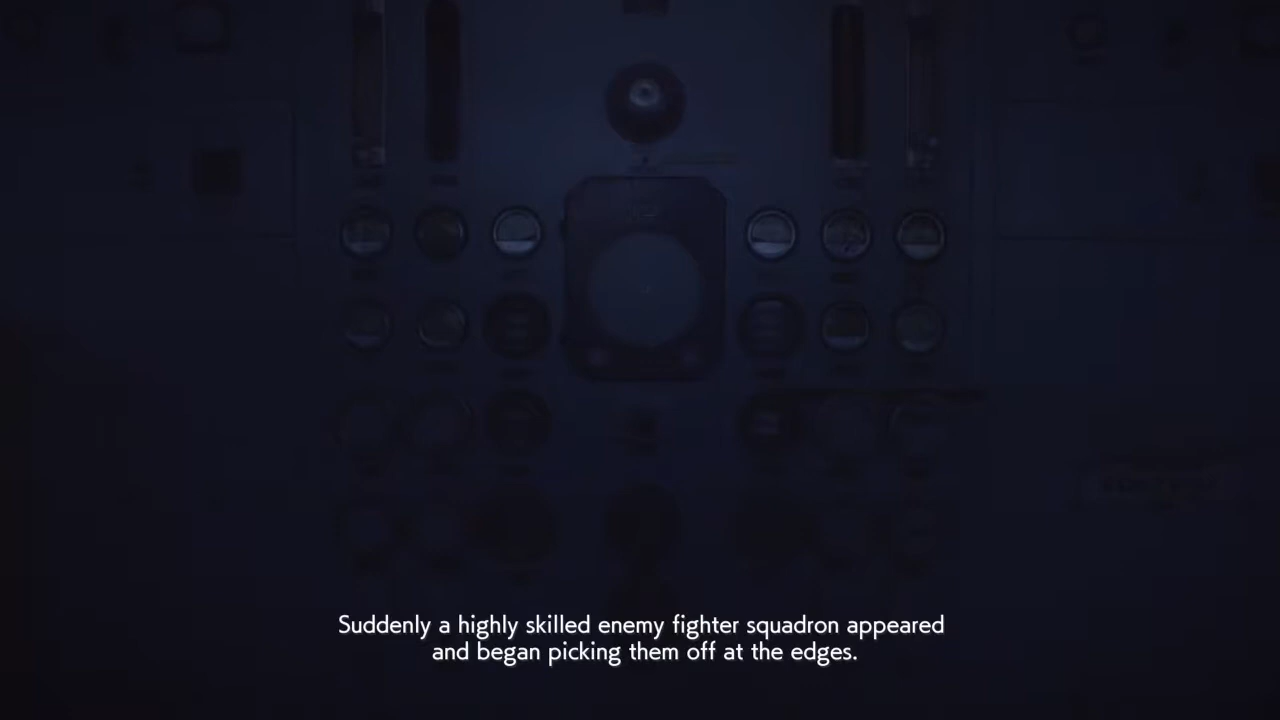 Suddenly a highly skilled enemy fighter squadron appeared
and began picking them off at the edges.